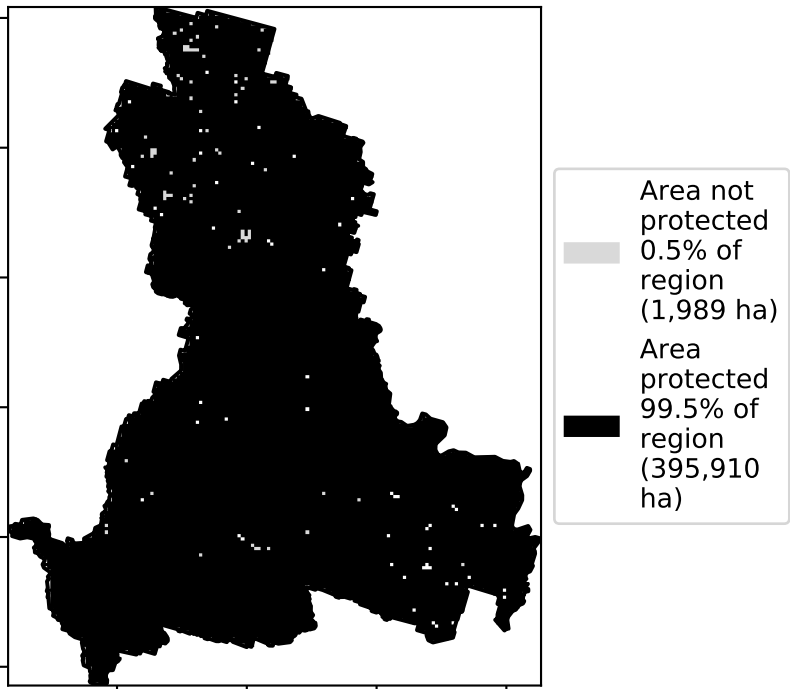 Area not
protected
0.5% of
region
(1,989 ha)
Area
protected
99.5% of
region
(395,910
ha)